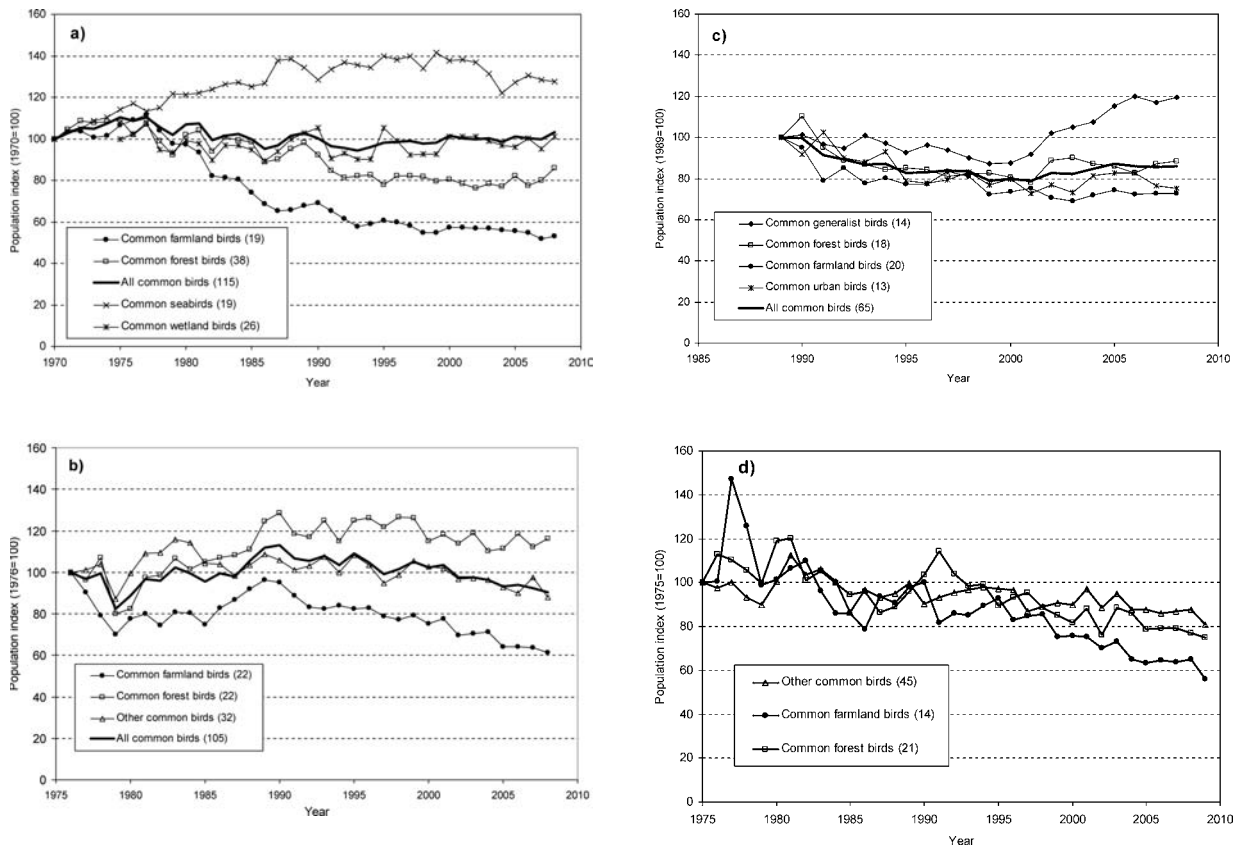 a)
Population index (1970=100)
160
140
120
100
80
60
40
20
0
Common farmland birds (19)
Common forest birds (38)
All common birds (115)
Common seabirds (19)
Common wetland birds (26)
1970 1975 1980 1985 1990 1995 2000 2005 2010
Year
c)
Population index (1989=100)
160
140
120
100
80
60
40
20
0
Common generalist birds (14)
Common forest birds (18)
Common farmland birds (20)
Common urban birds (13)
All common birds (65)
1985 1990 1995 2000 2005 2010
Year
b)
Population index (1976=100)
160
140
120
100
80
60
40
20
0
Common farmland birds (22)
Common forest birds (22)
Other common birds (32)
All common birds (105)
1975 1980 1985 1990 1995 2000 2005 2010
Year
d)
Population index (1975=100)
160
140
120
100
80
60
40
20
0
Other common birds (45)
Common farmland birds (14)
Common forest birds (21)
1975 1980 1985 1990 1995 2000 2005 2010
Year